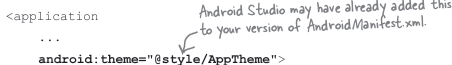 <application
Android Studio may have already added this
to your version of AndroidManifest.xml.
...
android:theme="@style/AppTheme">